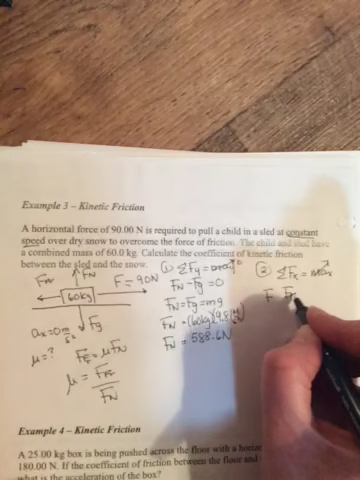 Example 3 – Kinetic Friction
A horizontal force of 90.00 N is required to pull a child in a sled at constant
speed over dry snow to overcome the force of friction. The child and sled have
a combined mass of 60.0 kg. Calculate the coefficient of kinetic friction
between the sled and the snow.
FN
F = 90N
60kg
Fg
ax = 0 m/s²
μ = ?
FF = μFN
μ = FF/FN
① ΣFy = may 0
FN - Fg = 0
FN = Fg = mg
FN = (60kg)(9.81
FN = 588.6N
② ΣFx = max
F
Example 4 – Kinetic Friction
A 25.00 kg box is being pushed across the floor with a
180.00 N. If the coefficient of friction between the floor and
what is the acceleration of the box?